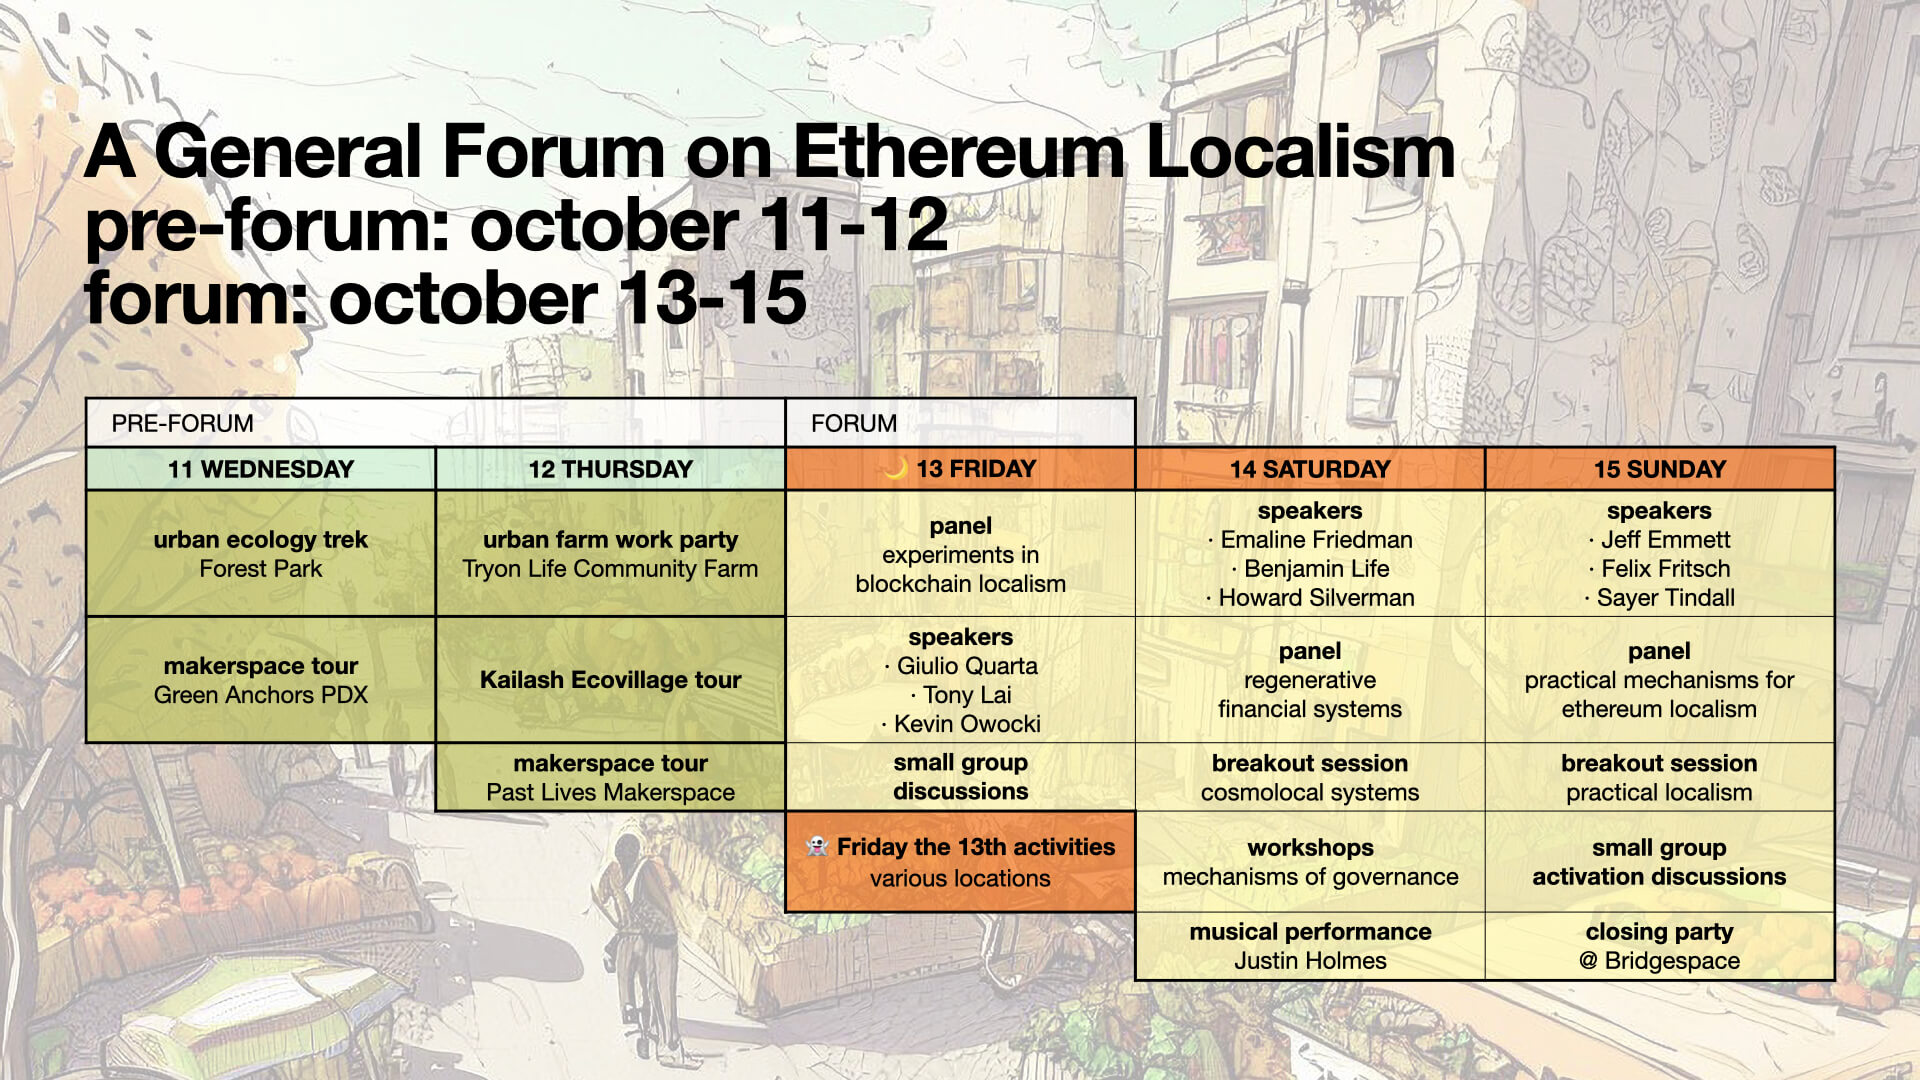 A General Forum on Ethereum Localism
pre-forum: october 11-12
forum: october 13-15
PRE-FORUM
FORUM
11 WEDNESDAY
12 THURSDAY
🌙 13 FRIDAY
14 SATURDAY
15 SUNDAY
urban ecology trek
Forest Park
urban farm work party
Tryon Life Community Farm
panel
experiments in
blockchain localism
speakers
· Emaline Friedman
· Benjamin Life
· Howard Silverman
speakers
· Jeff Emmett
· Felix Fritsch
· Sayer Tindall
makerspace tour
Green Anchors PDX
Kailash Ecovillage tour
speakers
· Giulio Quarta
· Tony Lai
· Kevin Owocki
panel
regenerative
financial systems
panel
practical mechanisms for
ethereum localism
makerspace tour
Past Lives Makerspace
small group
discussions
breakout session
cosmolocal systems
breakout session
practical localism
👻 Friday the 13th activities
various locations
workshops
mechanisms of governance
small group
activation discussions
musical performance
Justin Holmes
closing party
@ Bridgespace